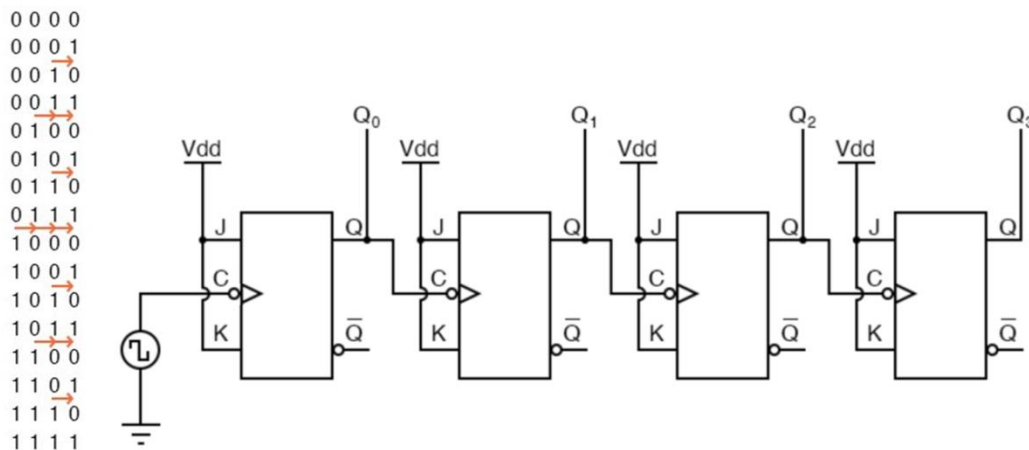 0 0 0 0
0 0 0 1
0 0 1 0
0 0 1 1
0 1 0 0
0 1 0 1
0 1 1 0
0 1 1 1
1 0 0 0
1 0 0 1
1 0 1 0
1 0 1 1
1 1 0 0
1 1 0 1
1 1 1 0
1 1 1 1
Q₀ Q₁ Q₂ Q₃
Vdd Vdd Vdd Vdd
J Q J Q J Q J Q
C C C C
K Q̅ K Q̅ K Q̅ K Q̅